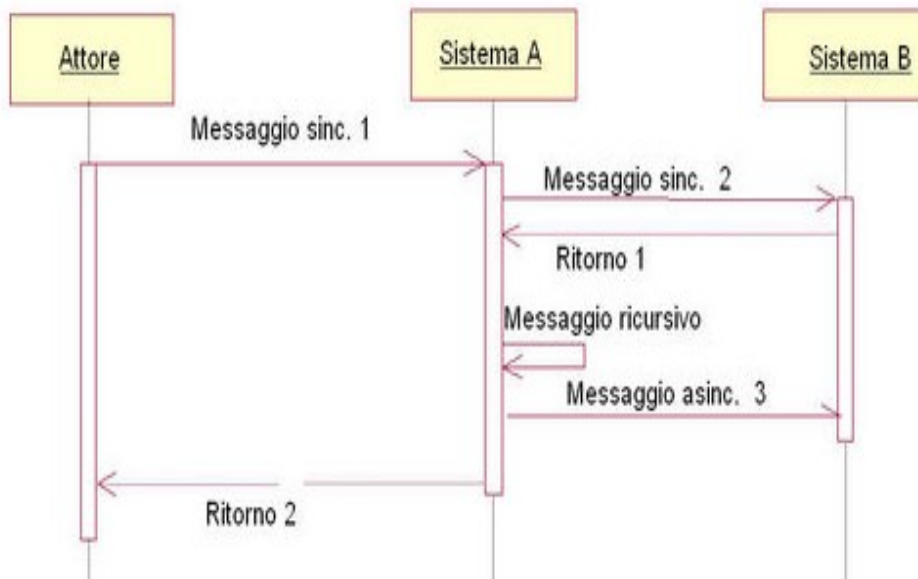 Attore
Sistema A
Sistema B
Messaggio sinc. 1
Messaggio sinc. 2
Ritorno 1
Messaggio ricursivo
Messaggio asinc. 3
Ritorno 2